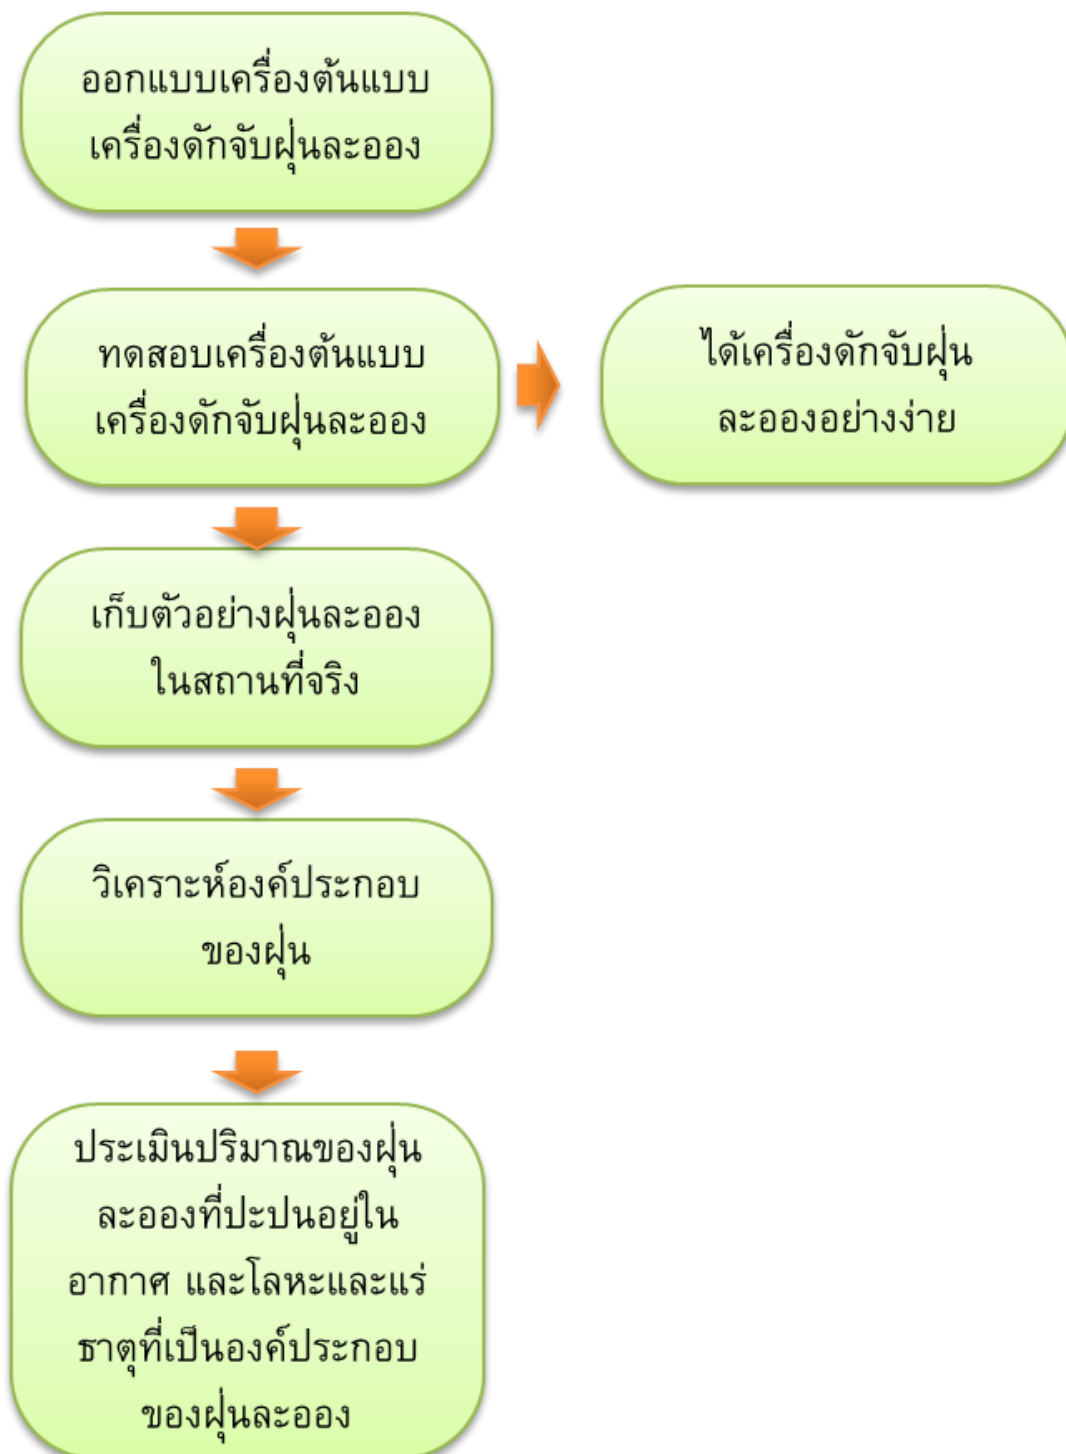 ออกแบบเครื่องต้นแบบ
เครื่องดักจับฝุ่นละออง
ทดสอบเครื่องต้นแบบ
เครื่องดักจับฝุ่นละออง
ได้เครื่องดักจับฝุ่น
ละอองอย่างง่าย
เก็บตัวอย่างฝุ่นละออง
ในสถานที่จริง
วิเคราะห์องค์ประกอบ
ของฝุ่น
ประเมินปริมาณของฝุ่น
ละอองที่ปะปนอยู่ใน
อากาศ และโลหะและแร่
ธาตุที่เป็นองค์ประกอบ
ของฝุ่นละออง